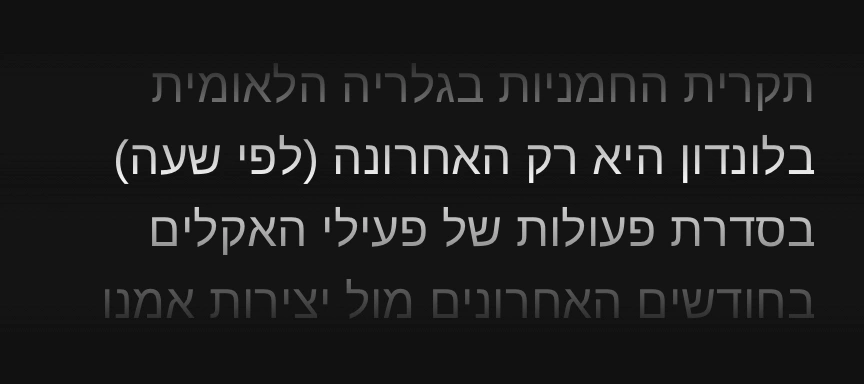 תקרית החמניות בגלריה הלאומית
בלונדון היא רק האחרונה (לפי שעה)
בסדרת פעולות של פעילי האקלים
בחודשים האחרונים מול יצירות אמנו